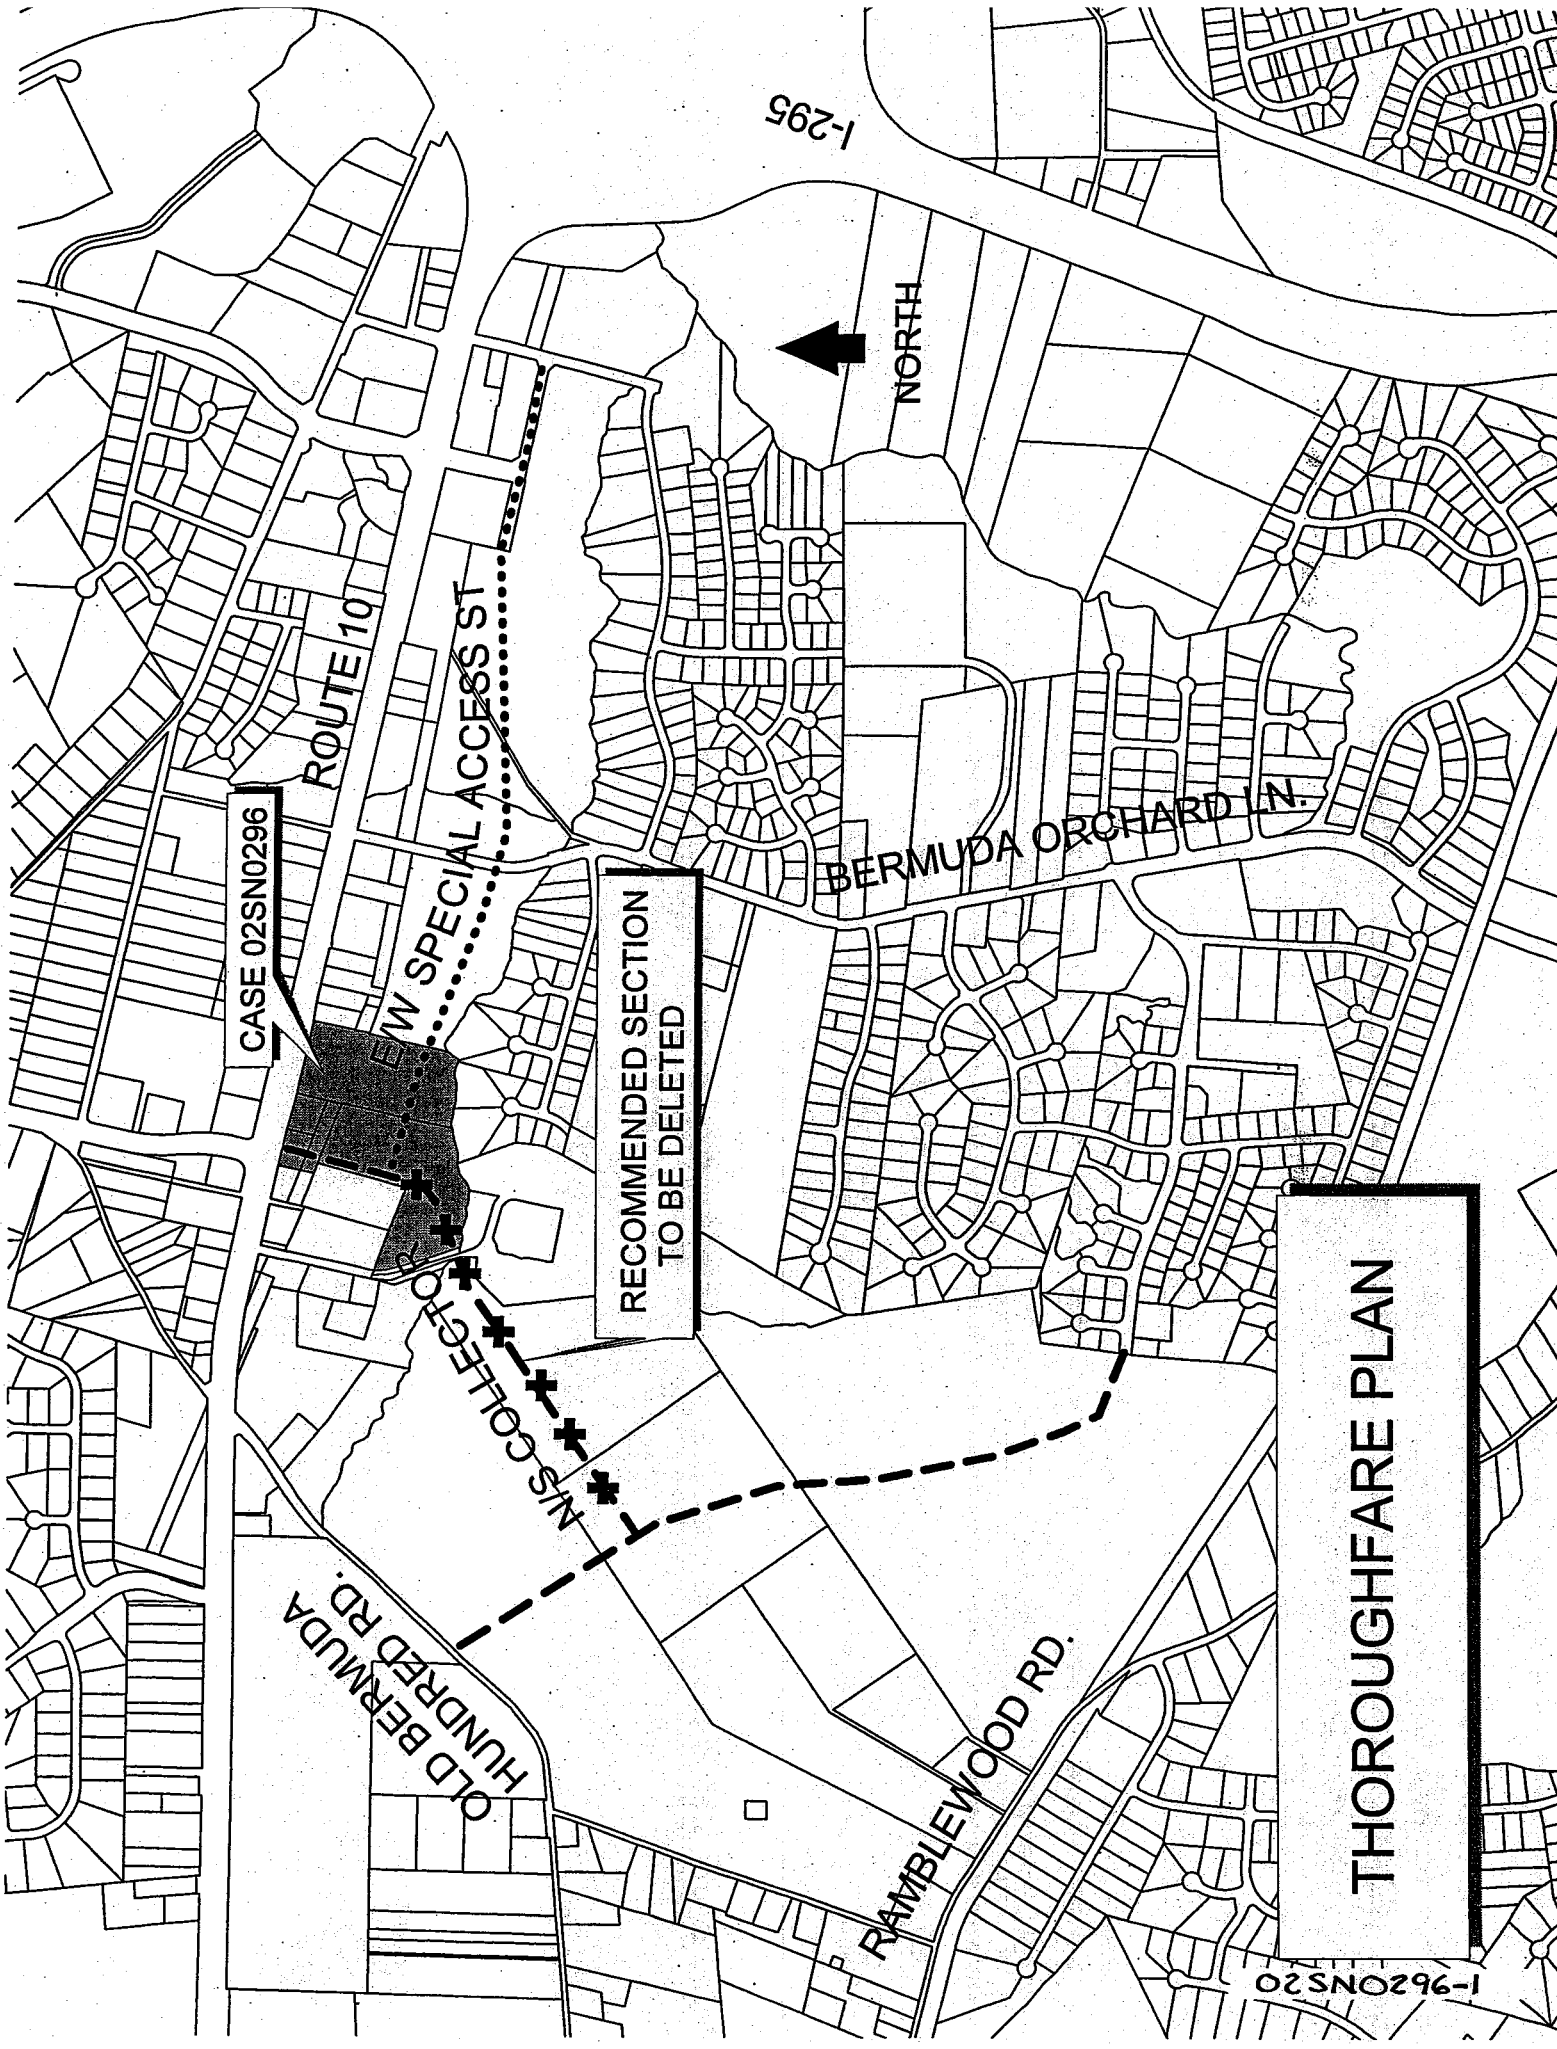 I-295
NORTH
ROUTE 10
CASE 02SN0296
E/W SPECIAL ACCESS ST
RECOMMENDED SECTION
TO BE DELETED
BERMUDA ORCHARD LN.
N/S COLLECTOR
OLD BERMUDA
HUNDRED RD.
RAMBLEWOOD RD.
THOROUGHFARE PLAN
02SN0296-1